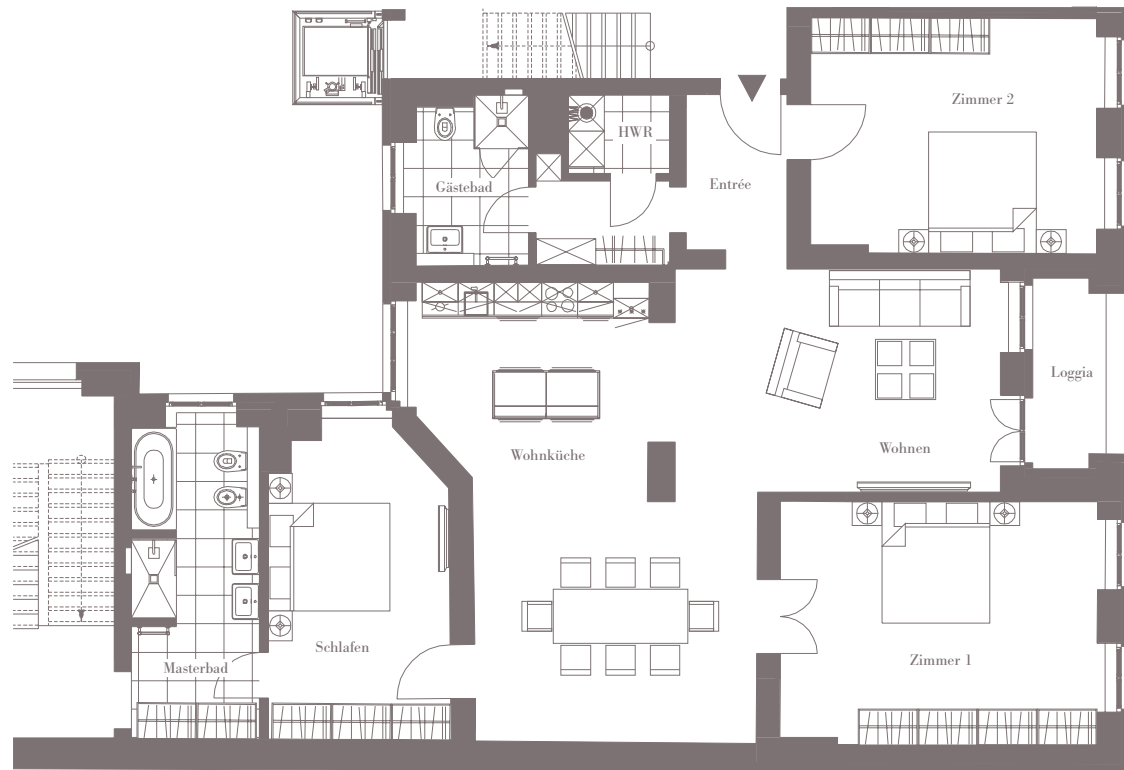 Zimmer 2
HWR
Gästebad
Entrée
Loggia
Wohnküche
Wohnen
Schlafen
Masterbad
Zimmer 1